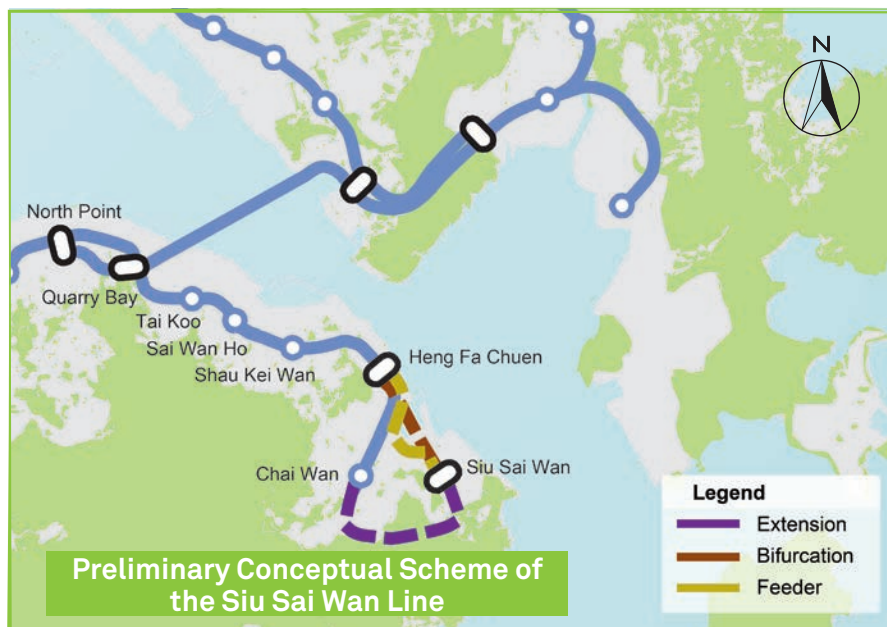 N
North Point
Quarry Bay
Tai Koo
Sai Wan Ho
Shau Kei Wan
Heng Fa Chuen
Chai Wan
Siu Sai Wan
Legend
Extension
Bifurcation
Feeder
Preliminary Conceptual Scheme of
the Siu Sai Wan Line